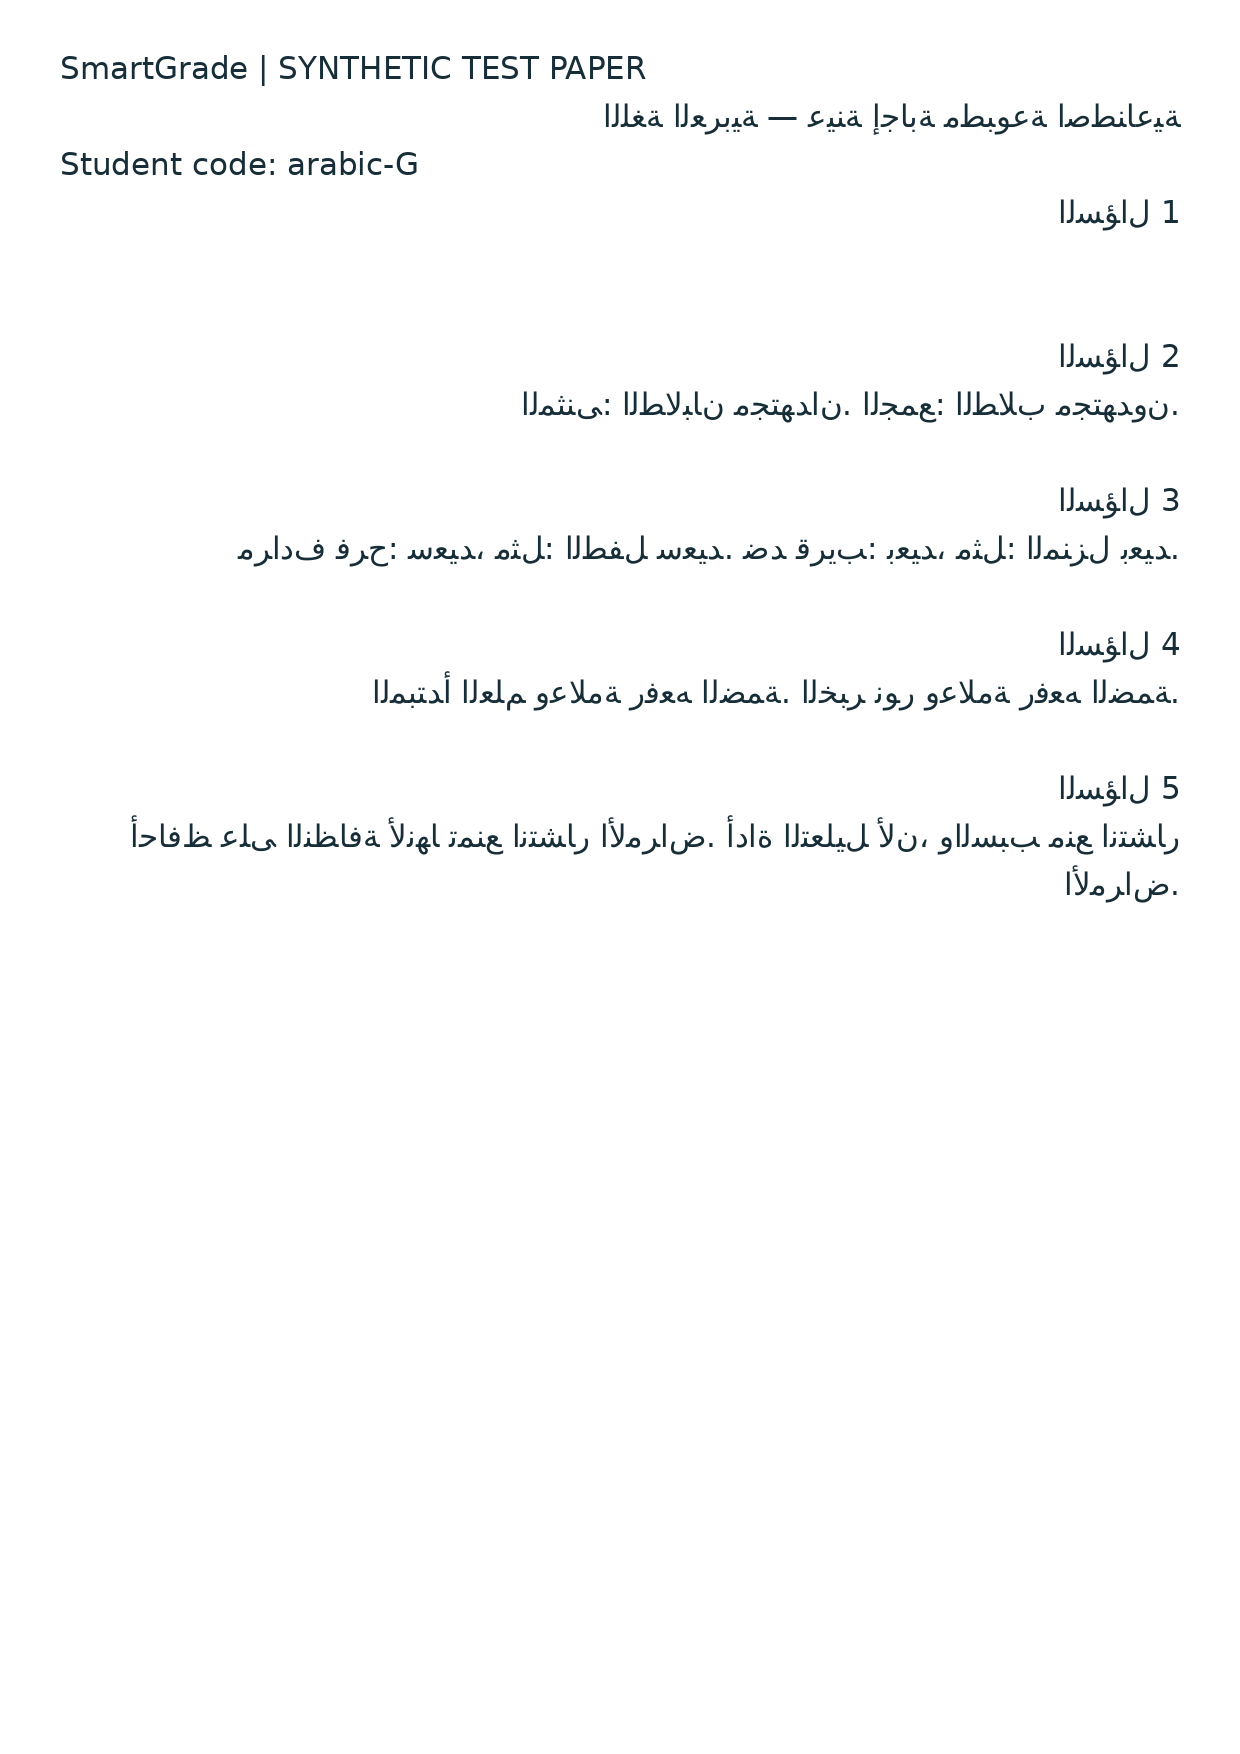 SmartGrade | SYNTHETIC TEST PAPER
اللغة العربية — عينة إجابة مطبوعة اصطناعية
Student code: arabic-G
السؤال 1
السؤال 2
المثنى: الطالبان مجتهدان. الجمع: الطلاب مجتهدون.
السؤال 3
مرادف فرح: سعيد، مثل: الطفل سعيد. ضد قريب: بعيد، مثل: المنزل بعيد.
السؤال 4
المبتدأ العلم وعلامة رفعه الضمة. الخبر نور وعلامة رفعه الضمة.
السؤال 5
أحافظ على النظافة لأنها تمنع انتشار الأمراض. أداة التعليل لأن، والسبب منع انتشار
الأمراض.